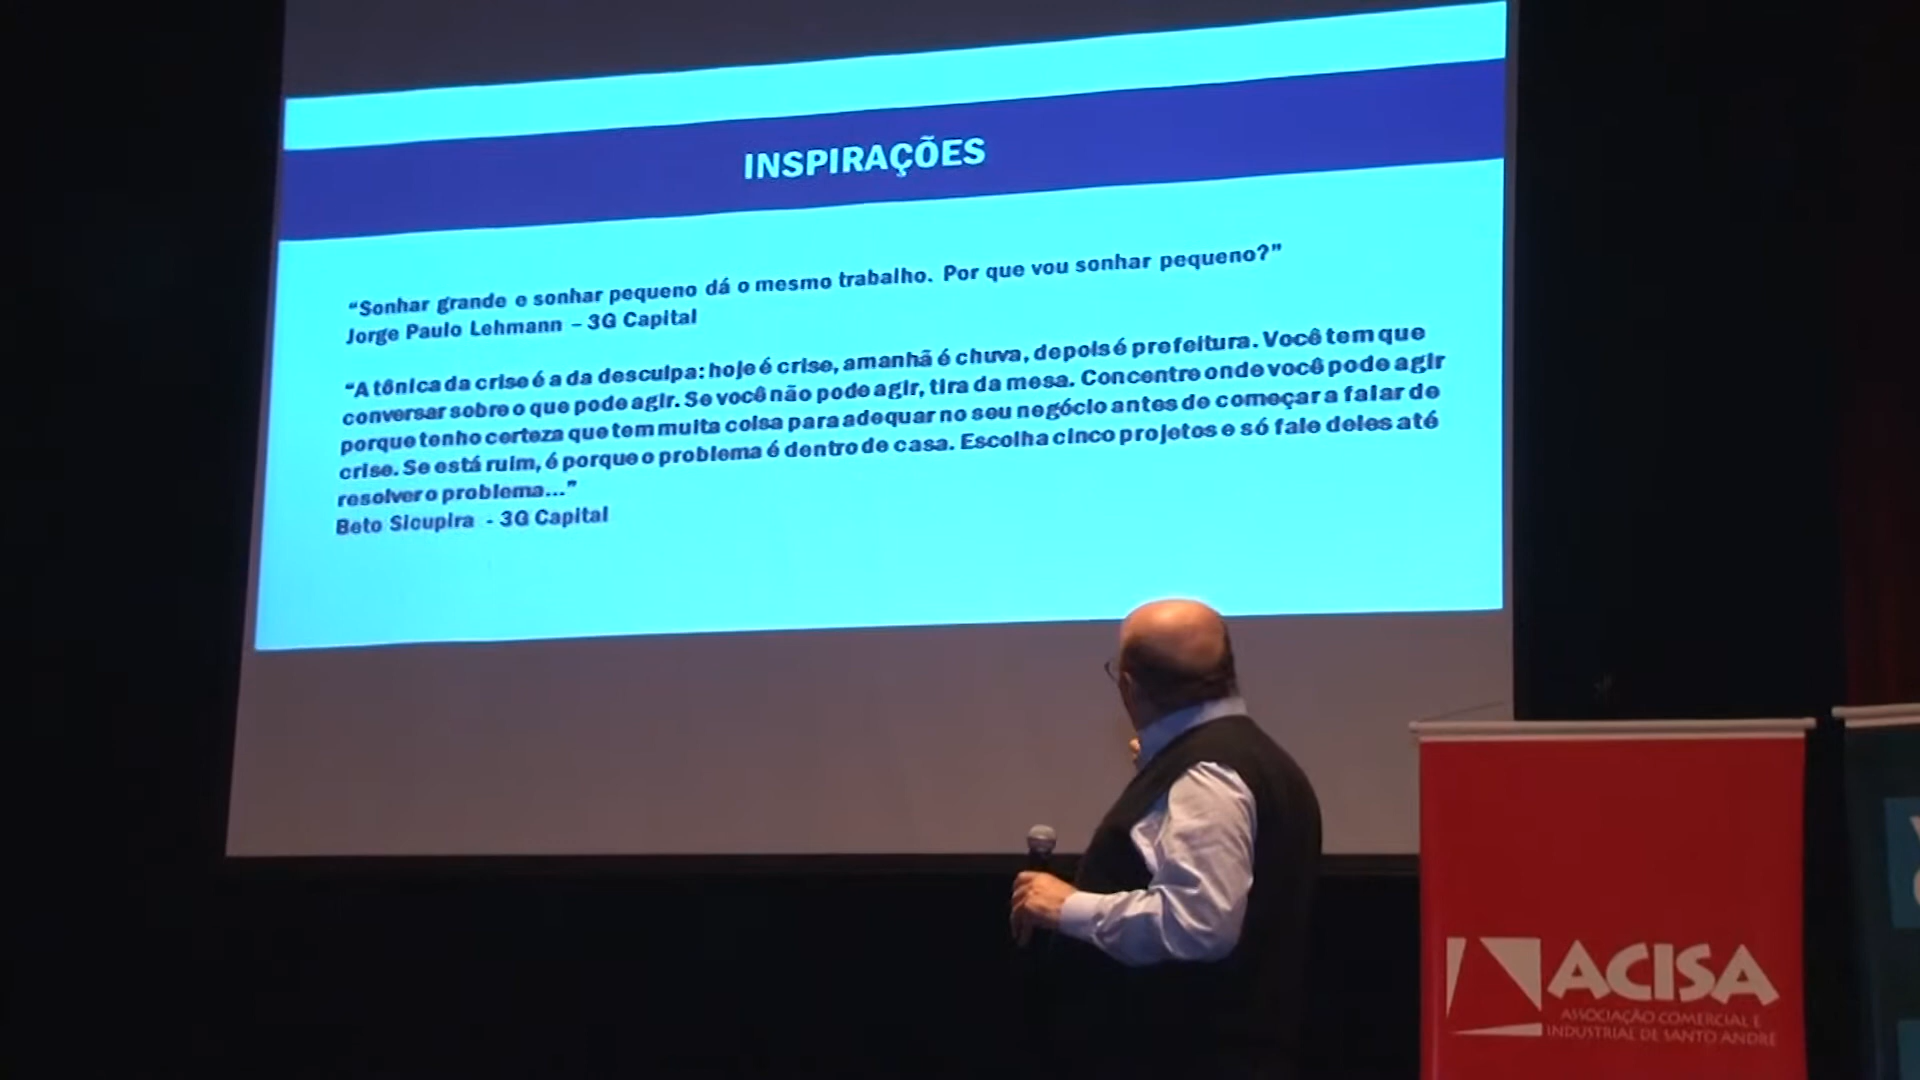 INSPIRAÇÕES
“Sonhar grande e sonhar pequeno dá o mesmo trabalho. Por que vou sonhar pequeno?”
Jorge Paulo Lehmann – 3G Capital
“A tônica da crise é a da desculpa: hoje é crise, amanhã é chuva, depois é prefeitura. Você tem que
conversar sobre o que pode agir. Se você não pode agir, tira da mesa. Concentre onde você pode agir
porque tenho certeza que tem muita coisa para adequar no seu negócio antes de começar a falar de
crise. Se está ruim, é porque o problema é dentro de casa. Escolha cinco projetos e só fale deles até
resolver o problema...”
Beto Sicupira - 3G Capital
ACISA
ASSOCIAÇÃO COMERCIAL E
INDUSTRIAL DE SANTO ANDRÉ